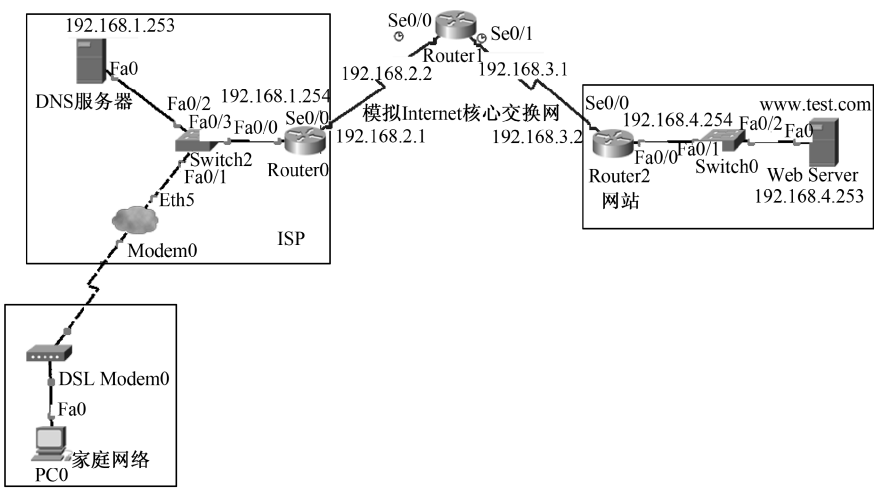 192.168.1.253
Fa0
DNS服务器
Fa0/2
Fa0/3
192.168.1.254
Fa0/0
Se0/0
Switch2
Router0
Fa0/1
Eth5
Modem0
ISP
Se0/0
Se0/1
Router1
192.168.2.2
192.168.3.1
模拟Internet核心交换网
192.168.2.1
192.168.3.2
Se0/0
192.168.4.254
www.test.com
Fa0/2
Fa0
Fa0/0
Fa0/1
Router2
Switch0
Web Server
网站
192.168.4.253
DSL Modem0
Fa0
家庭网络
PC0